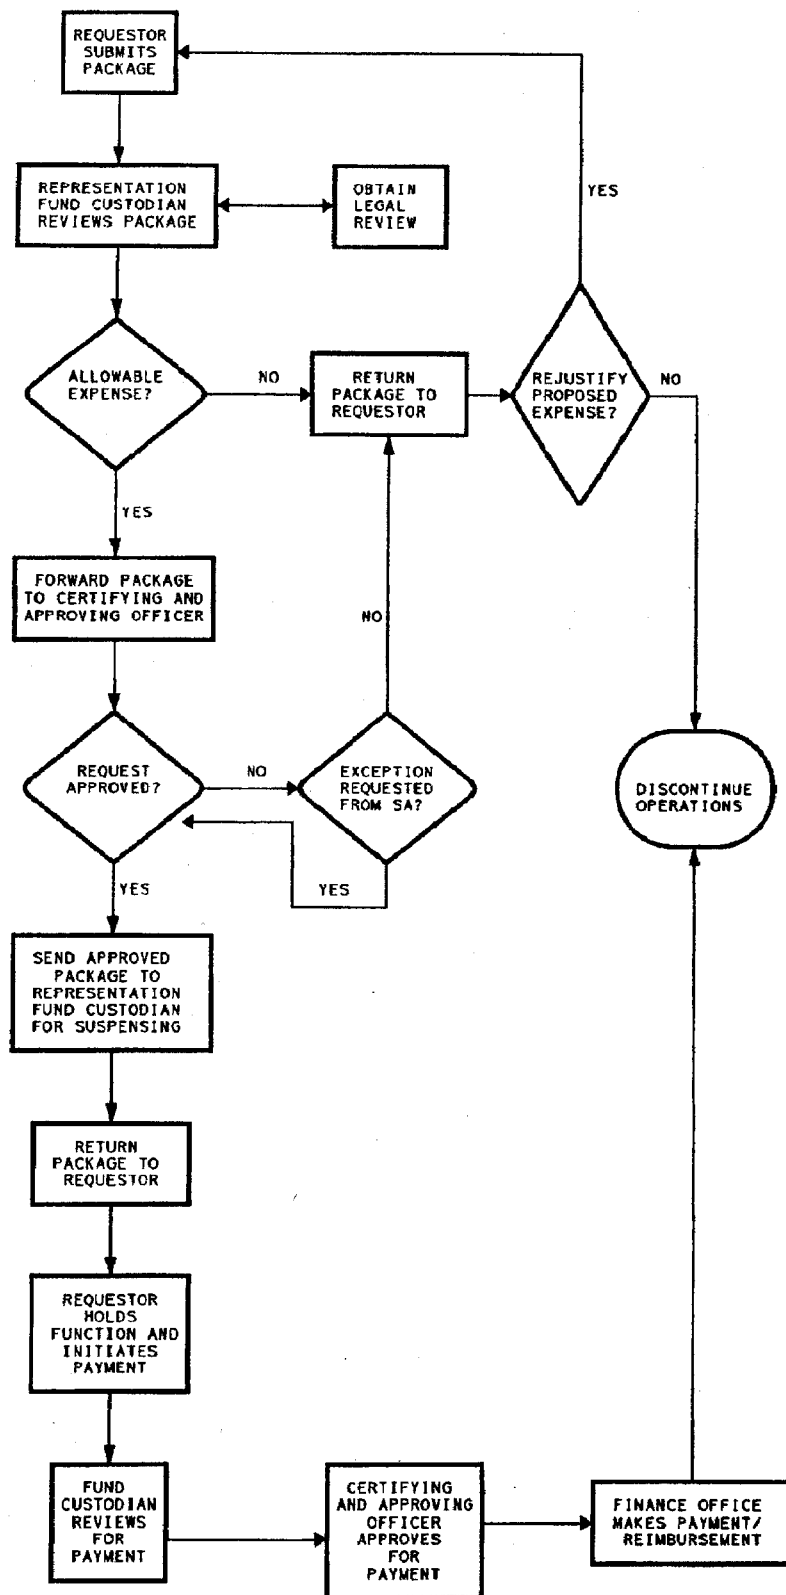 REQUESTOR
SUBMITS
PACKAGE
YES
REPRESENTATION
FUND CUSTODIAN
REVIEWS PACKAGE
OBTAIN
LEGAL
REVIEW
ALLOWABLE
EXPENSE?
NO
RETURN
PACKAGE TO
REQUESTOR
REJUSTIFY
PROPOSED
EXPENSE?
NO
YES
FORWARD PACKAGE
TO CERTIFYING AND
APPROVING OFFICER
NO
REQUEST
APPROVED?
NO
EXCEPTION
REQUESTED
FROM SA?
DISCONTINUE
OPERATIONS
YES
YES
SEND APPROVED
PACKAGE TO
REPRESENTATION
FUND CUSTODIAN
FOR SUSPENSING
RETURN
PACKAGE TO
REQUESTOR
REQUESTOR
HOLDS
FUNCTION AND
INITIATES
PAYMENT
FUND
CUSTODIAN
REVIEWS
FOR
PAYMENT
CERTIFYING
AND APPROVING
OFFICER
APPROVES
FOR
PAYMENT
FINANCE OFFICE
MAKES PAYMENT/
REIMBURSEMENT